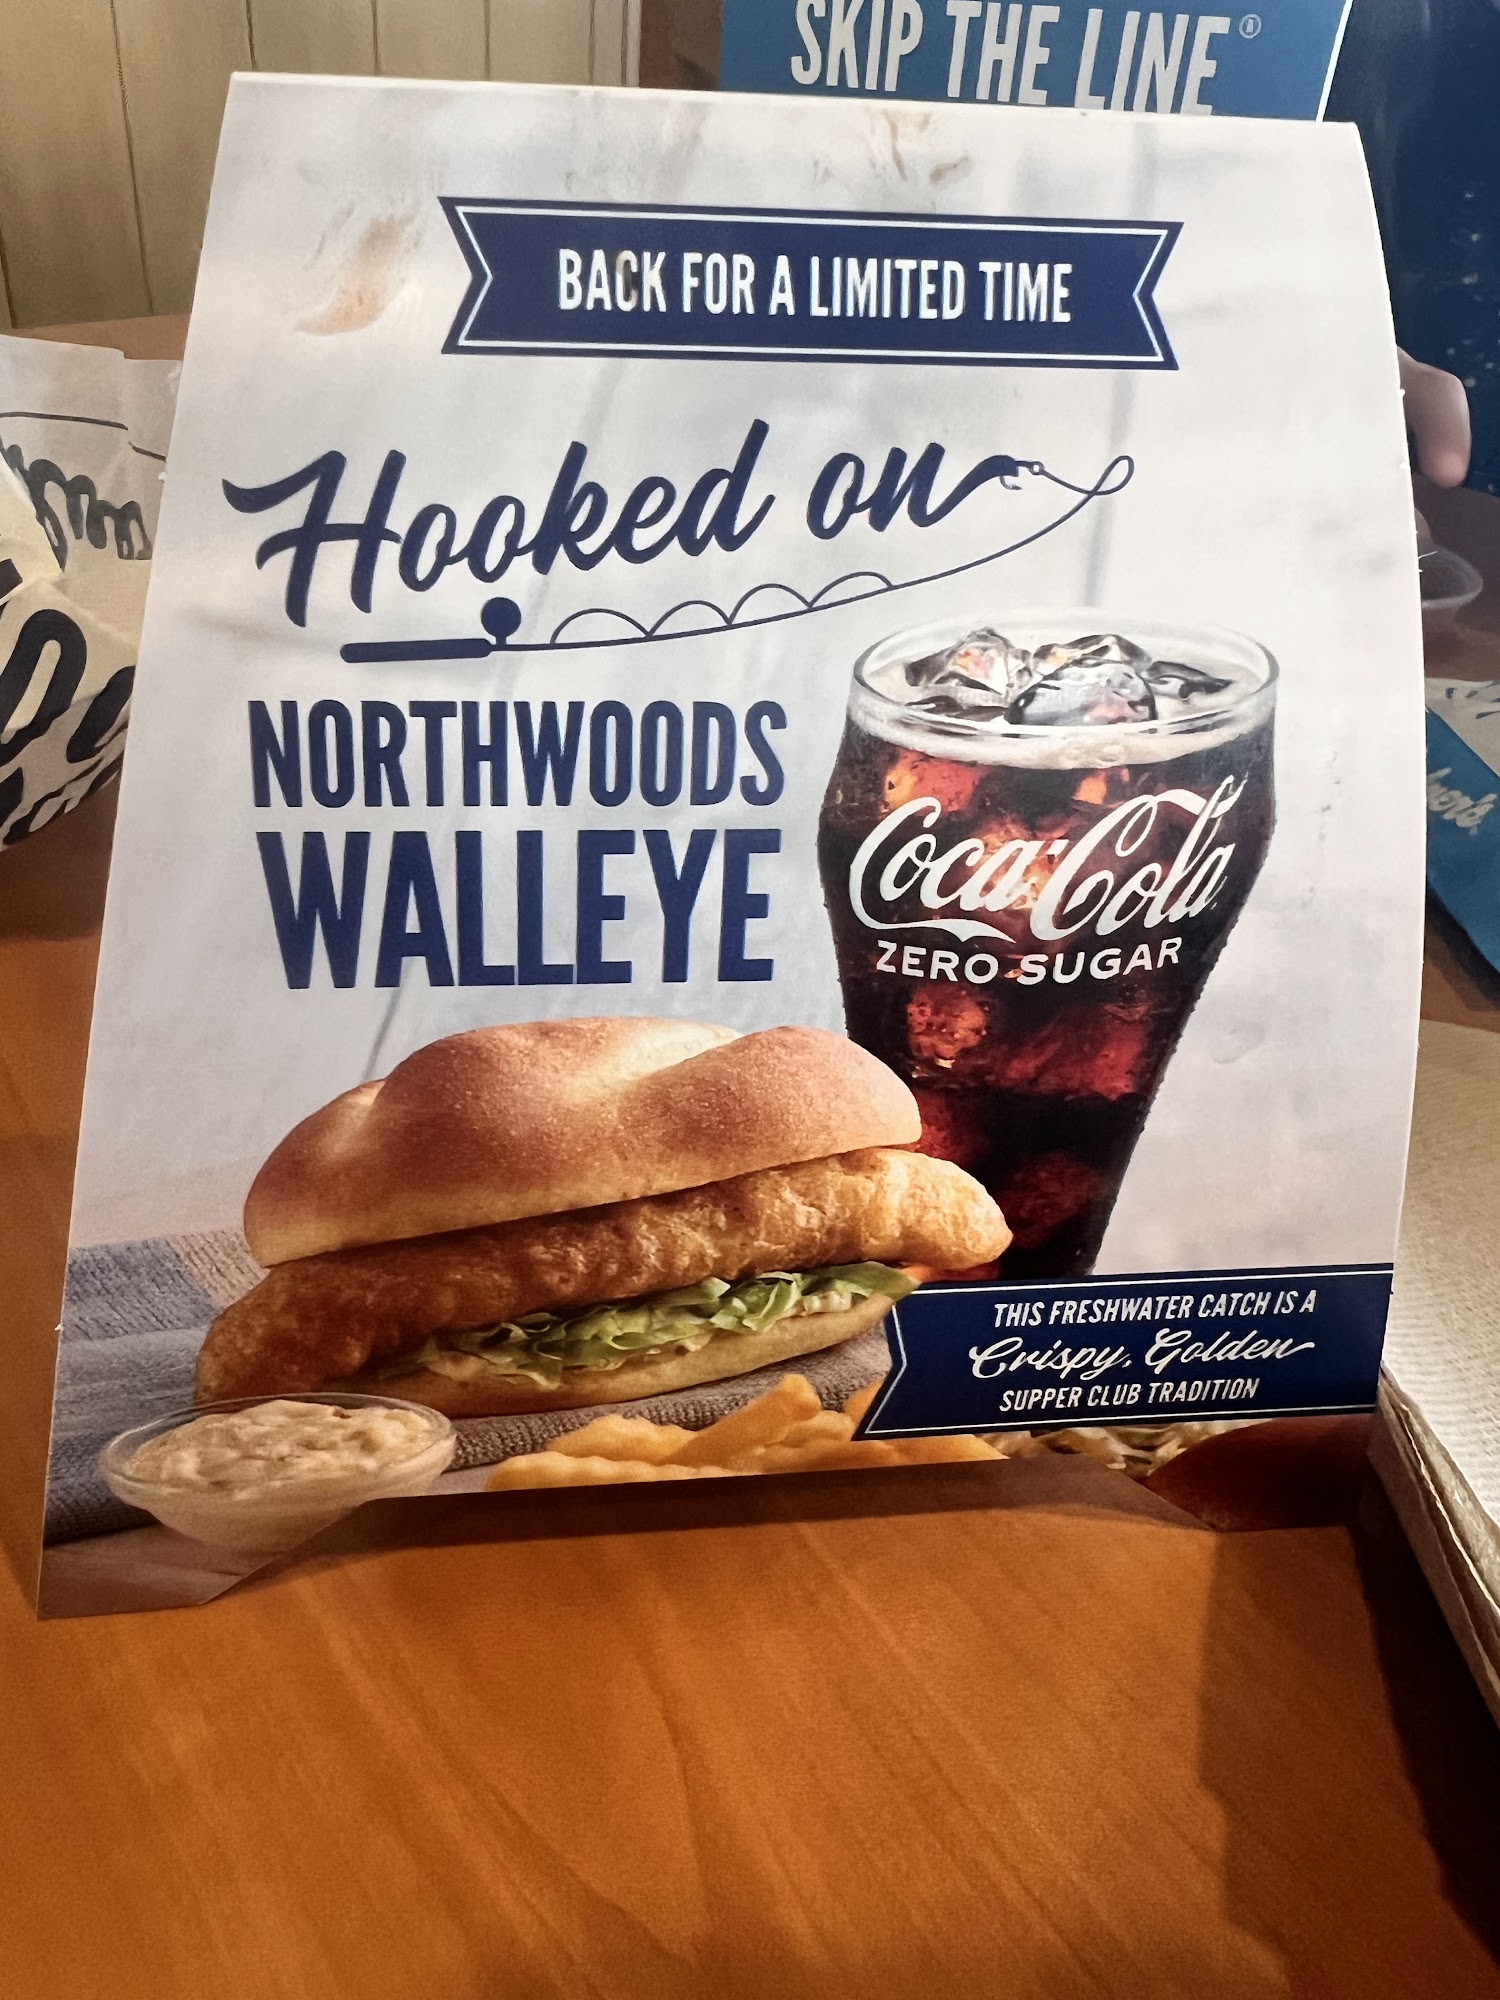 SKIP THE LINE®
BACK FOR A LIMITED TIME
Hooked on
NORTHWOODS
WALLEYE
Coca-Cola
ZERO SUGAR
THIS FRESHWATER CATCH IS A
Crispy, Golden
SUPPER CLUB TRADITION